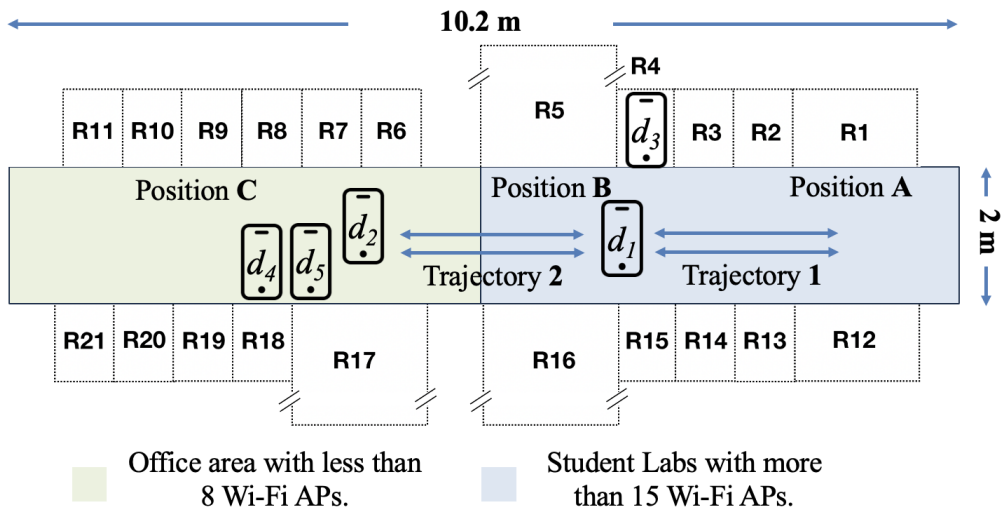 10.2 m
R4
R11 R10 R9 R8 R7 R6 R5 d3 R3 R2 R1
Position C Position B Position A
d4 d5 d2 d1
Trajectory 2 Trajectory 1
2 m
R21 R20 R19 R18 R17 R16 R15 R14 R13 R12
Office area with less than
8 Wi-Fi APs.
Student Labs with more
than 15 Wi-Fi APs.